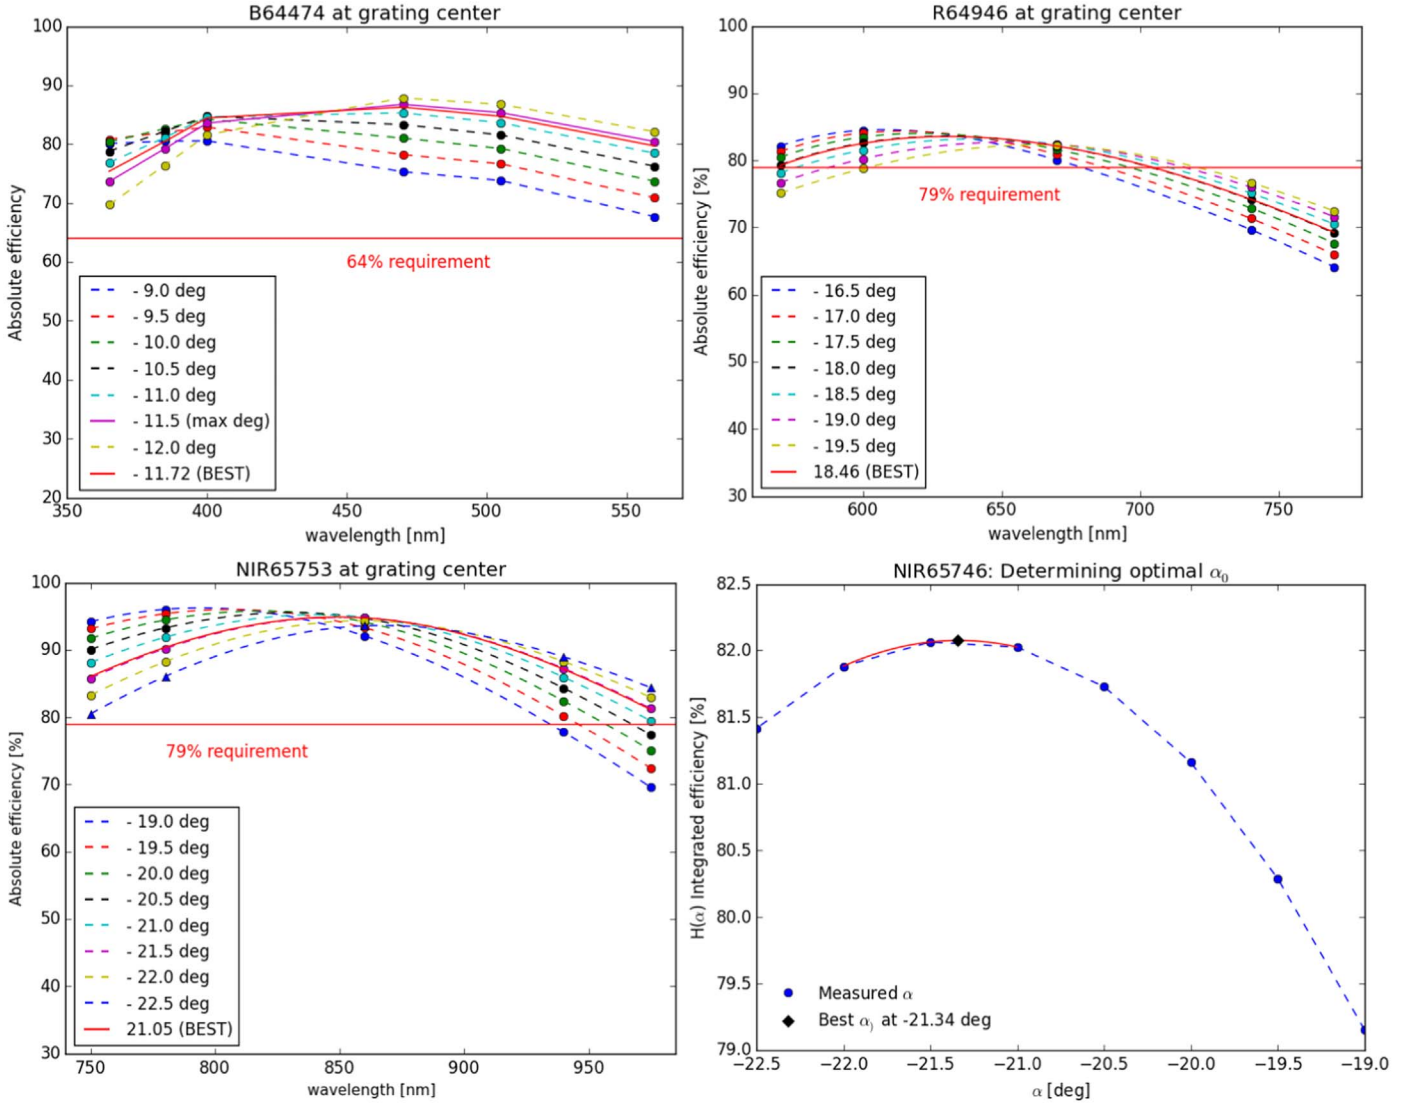 B64474 at grating center
100
90
80
70
60
50
40
30
20
350
400
450
500
550
Absolute efficiency
wavelength [nm]
64% requirement
- 9.0 deg
- 9.5 deg
- 10.0 deg
- 10.5 deg
- 11.0 deg
- 11.5 (max deg)
- 12.0 deg
- 11.72 (BEST)
R64946 at grating center
100
90
80
70
60
50
40
30
600
650
700
750
Absolute efficiency [%]
wavelength [nm]
79% requirement
- 16.5 deg
- 17.0 deg
- 17.5 deg
- 18.0 deg
- 18.5 deg
- 19.0 deg
- 19.5 deg
18.46 (BEST)
NIR65753 at grating center
100
90
80
70
60
50
40
30
750
800
850
900
950
Absolute efficiency [%]
wavelength [nm]
79% requirement
- 19.0 deg
- 19.5 deg
- 20.0 deg
- 20.5 deg
- 21.0 deg
- 21.5 deg
- 22.0 deg
- 22.5 deg
21.05 (BEST)
NIR65746: Determining optimal α₀
82.5
82.0
81.5
81.0
80.5
80.0
79.5
79.0
−22.5
−22.0
−21.5
−21.0
−20.5
−20.0
−19.5
−19.0
H(α) Integrated efficiency [%]
α [deg]
Measured α
Best α₎ at -21.34 deg